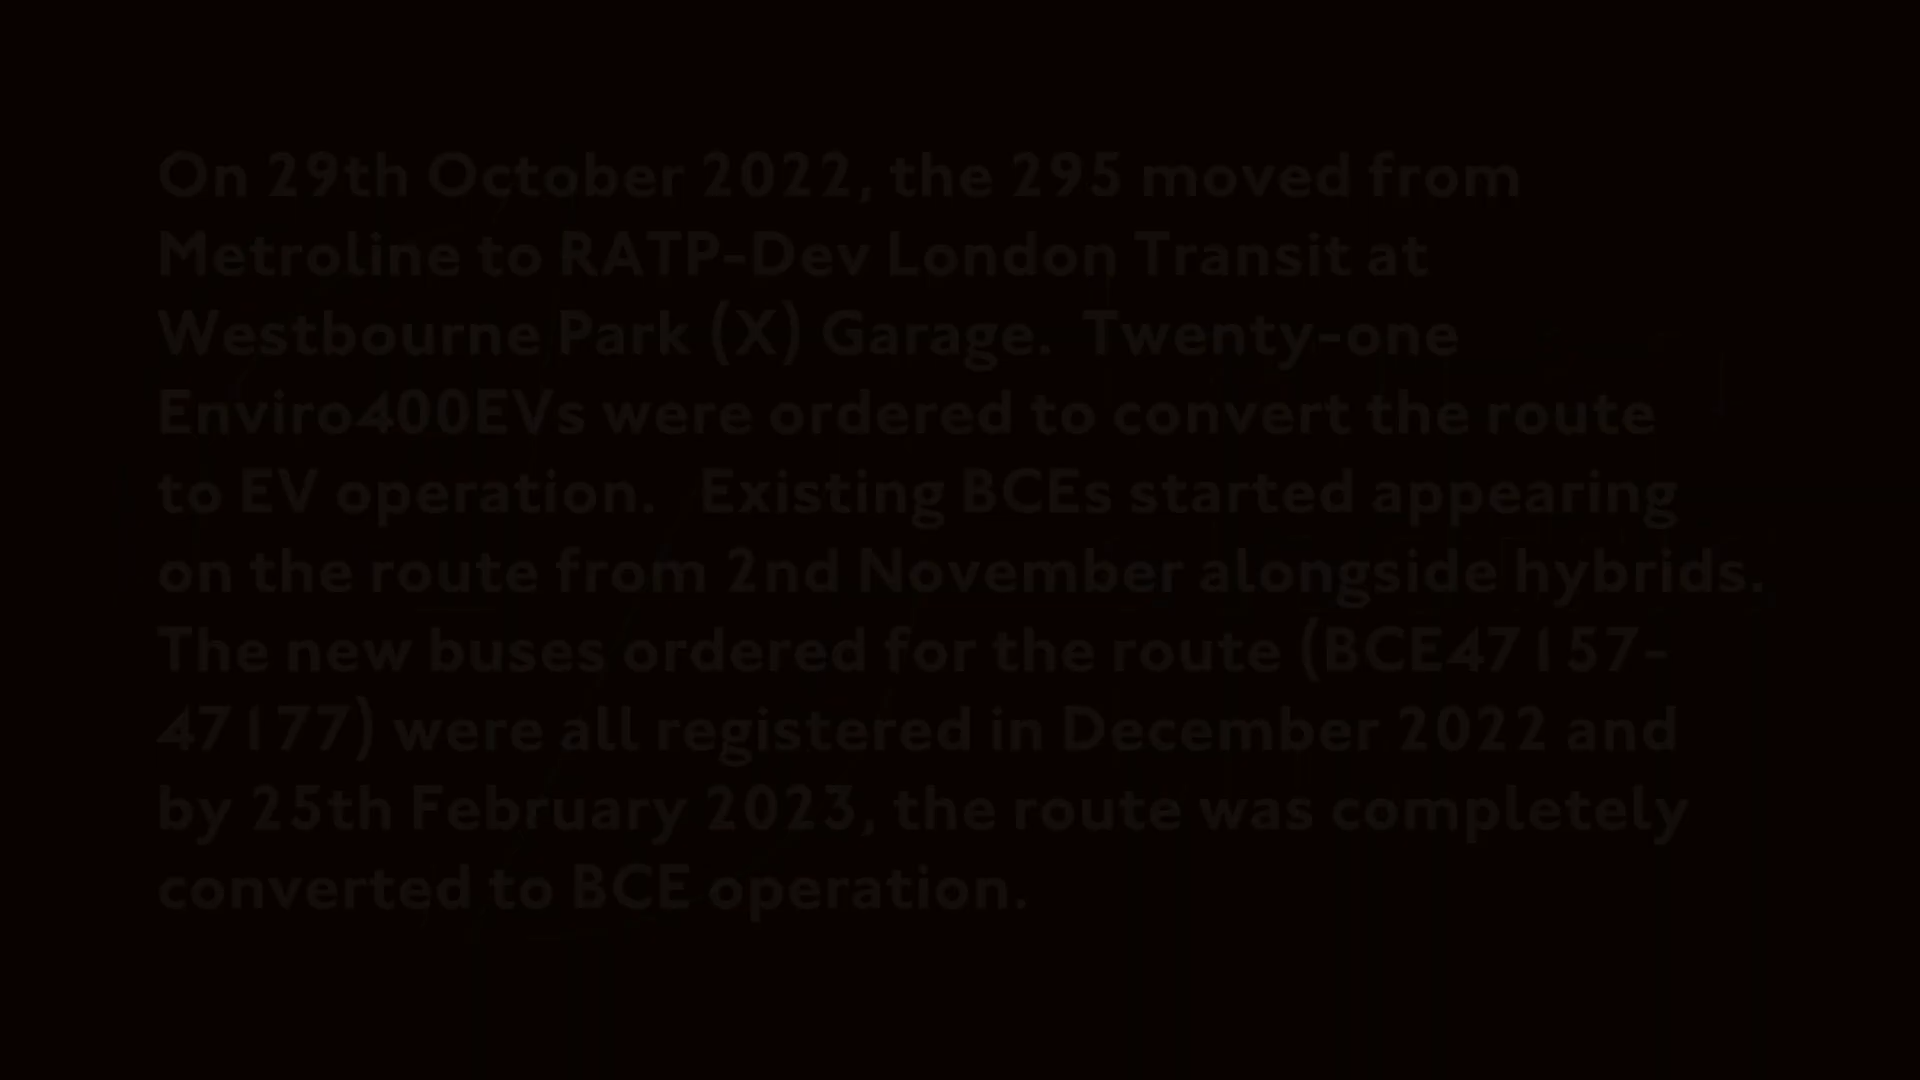 On 29th October 2022, the 295 moved from
Metroline to RATP-Dev London Transit at
Westbourne Park (X) Garage.  Twenty-one
Enviro400EVs were ordered to convert the route
to EV operation.   Existing BCEs started appearing
on the route from 2nd November alongside hybrids.
The new buses ordered for the route (BCE47157-
47177) were all registered in December 2022 and
by 25th February 2023, the route was completely
converted to BCE operation.